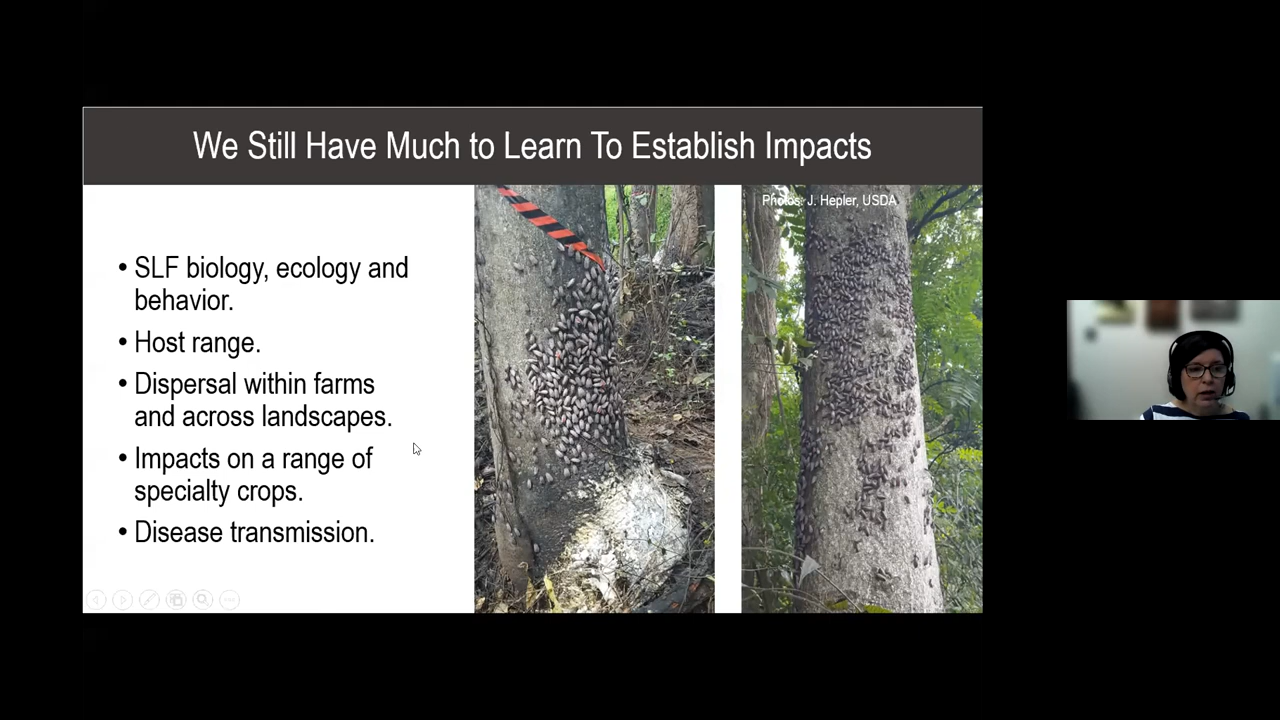 We Still Have Much to Learn To Establish Impacts
Photos: J. Hepler, USDA
• SLF biology, ecology and
behavior.
• Host range.
• Dispersal within farms
and across landscapes.
• Impacts on a range of
specialty crops.
• Disease transmission.